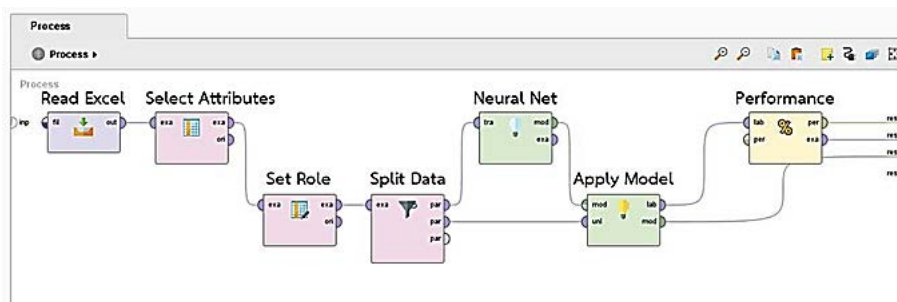 Process
Process
Process
Read Excel
Select Attributes
Neural Net
Performance
inp
fil
out
exa
exa
ori
tra
mod
exa
lab
per
per
exa
res
res
res
res
Set Role
Split Data
Apply Model
exa
exa
ori
exa
par
par
par
mod
lab
unl
mod